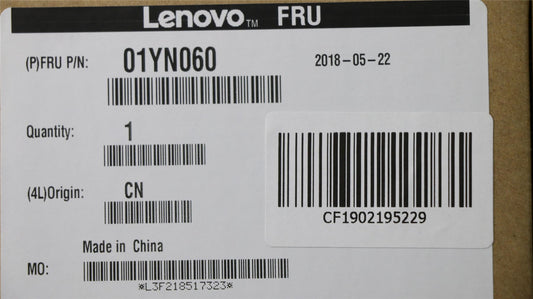 Lenovo™ FRU
(P)FRU P/N: 01YN060 2018-05-22
Quantity: 1
(4L)Origin: CN
CF1902195229
Made in China
MO:
*L3F218517323*